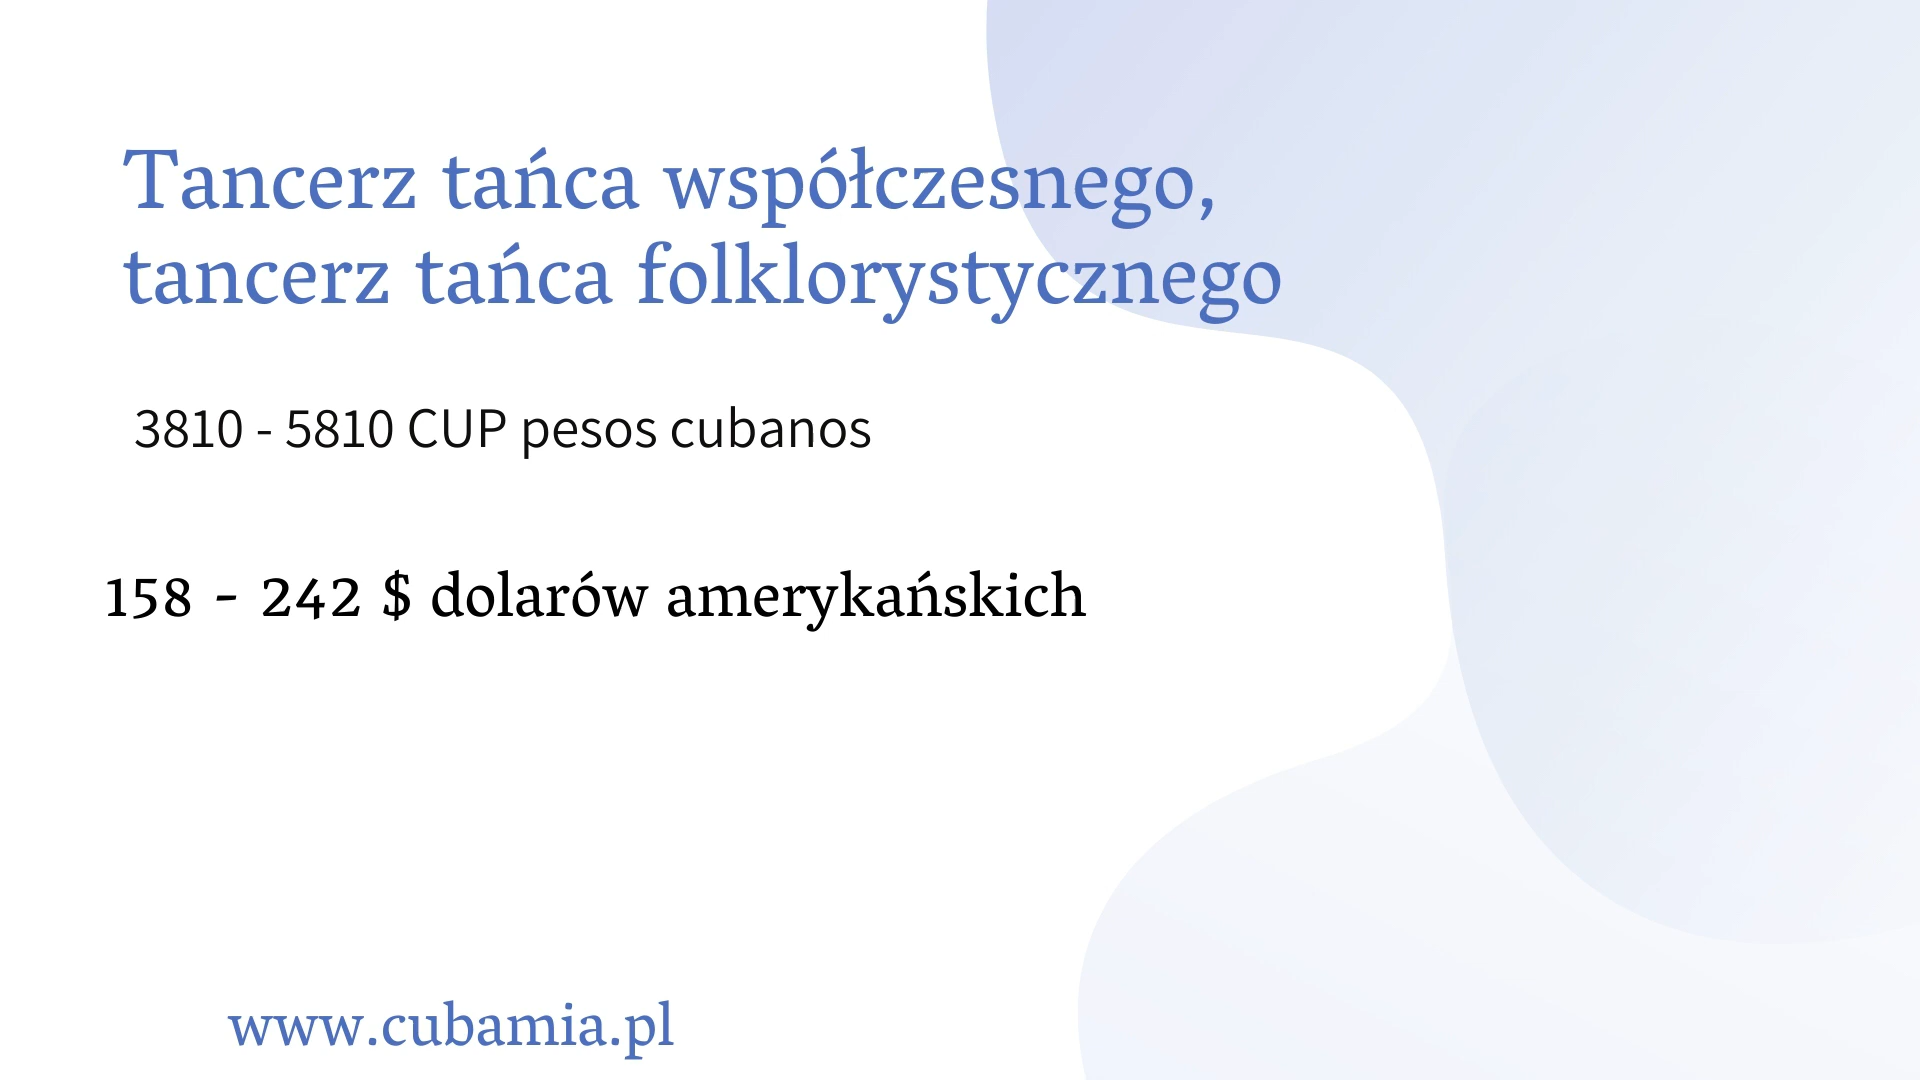 Tancerz tańca współczesnego,
tancerz tańca folklorystycznego
3810 - 5810 CUP pesos cubanos
158 - 242 $ dolarów amerykańskich
www.cubamia.pl